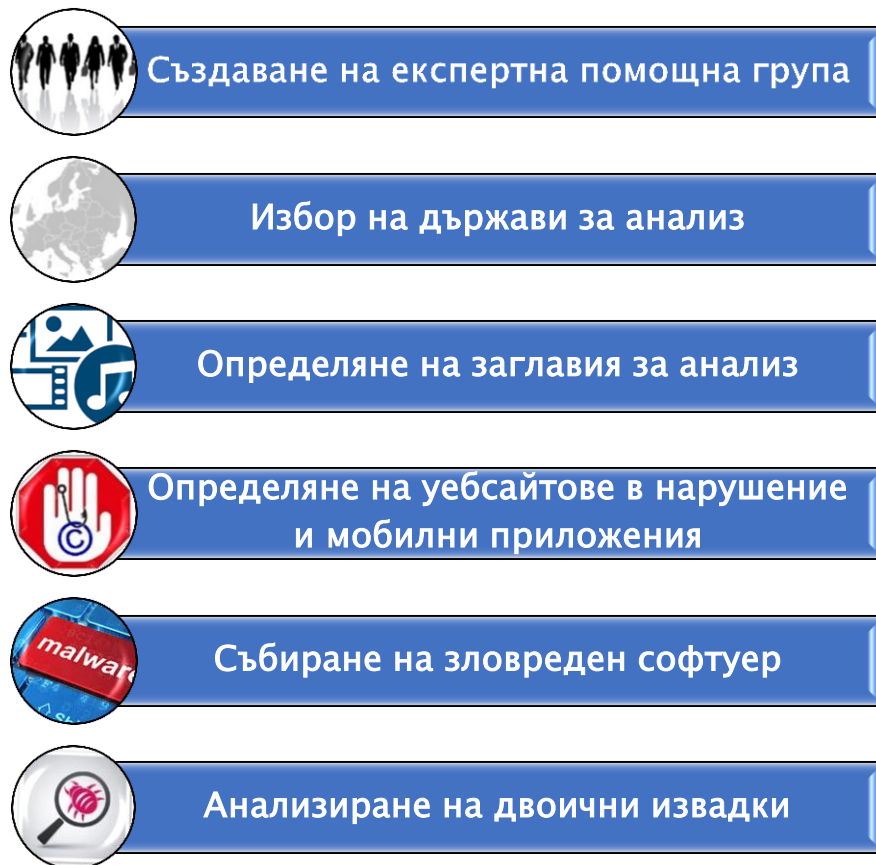 Създаване на експертна помощна група
Избор на държави за анализ
Определяне на заглавия за анализ
Определяне на уебсайтове в нарушение
и мобилни приложения
©
malware
Събиране на зловреден софтуер
Анализиране на двоични извадки